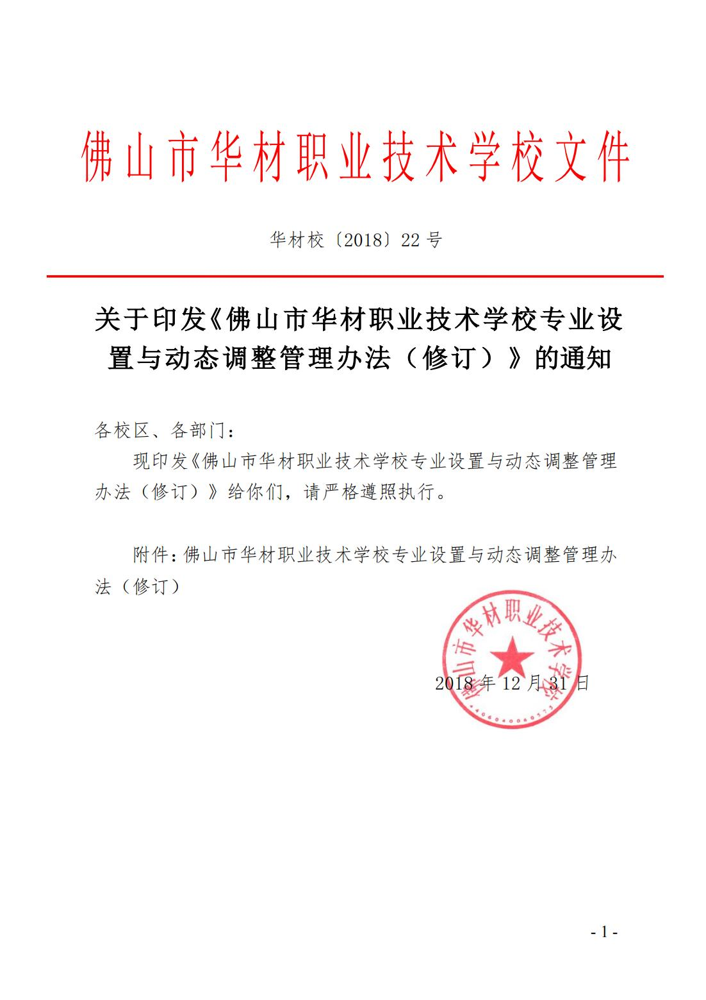 佛山市华材职业技术学校文件
华材校〔2018〕22 号
关于印发《佛山市华材职业技术学校专业设
置与动态调整管理办法（修订）》的通知
各校区、各部门：
现印发《佛山市华材职业技术学校专业设置与动态调整管理
办法（修订）》给你们，请严格遵照执行。
附件：佛山市华材职业技术学校专业设置与动态调整管理办
法（修订）
佛山市华材职业技术学校
2018 年 12 月 31 日
4406040060575
- 1 -